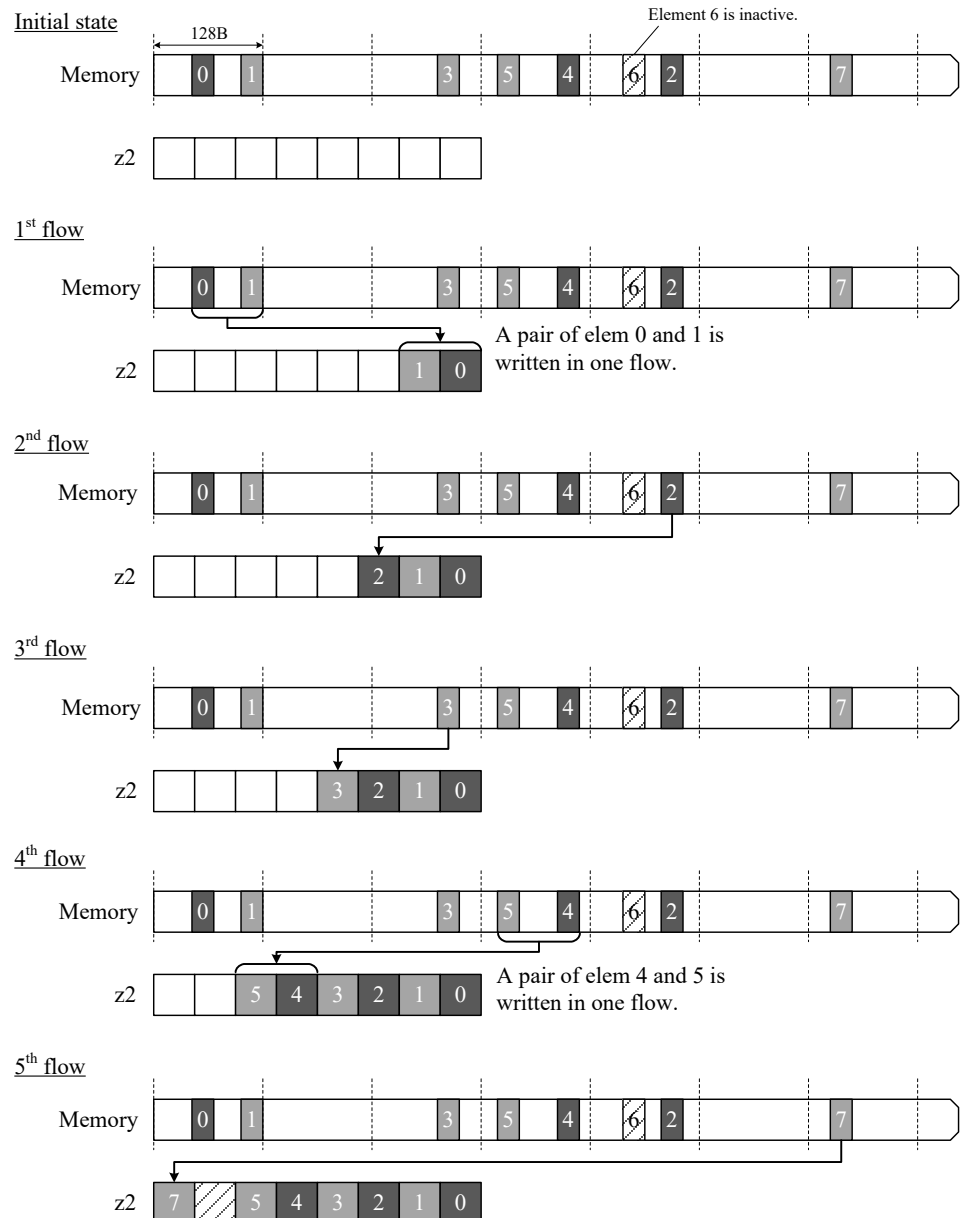 Initial state
Element 6 is inactive.
128B
Memory 0 1 3 5 4 6 2 7
z2
1st flow
Memory 0 1 3 5 4 6 2 7
A pair of elem 0 and 1 is
written in one flow.
z2 1 0
2nd flow
Memory 0 1 3 5 4 6 2 7
z2 2 1 0
3rd flow
Memory 0 1 3 5 4 6 2 7
z2 3 2 1 0
4th flow
Memory 0 1 3 5 4 6 2 7
A pair of elem 4 and 5 is
written in one flow.
z2 5 4 3 2 1 0
5th flow
Memory 0 1 3 5 4 6 2 7
z2 7 5 4 3 2 1 0